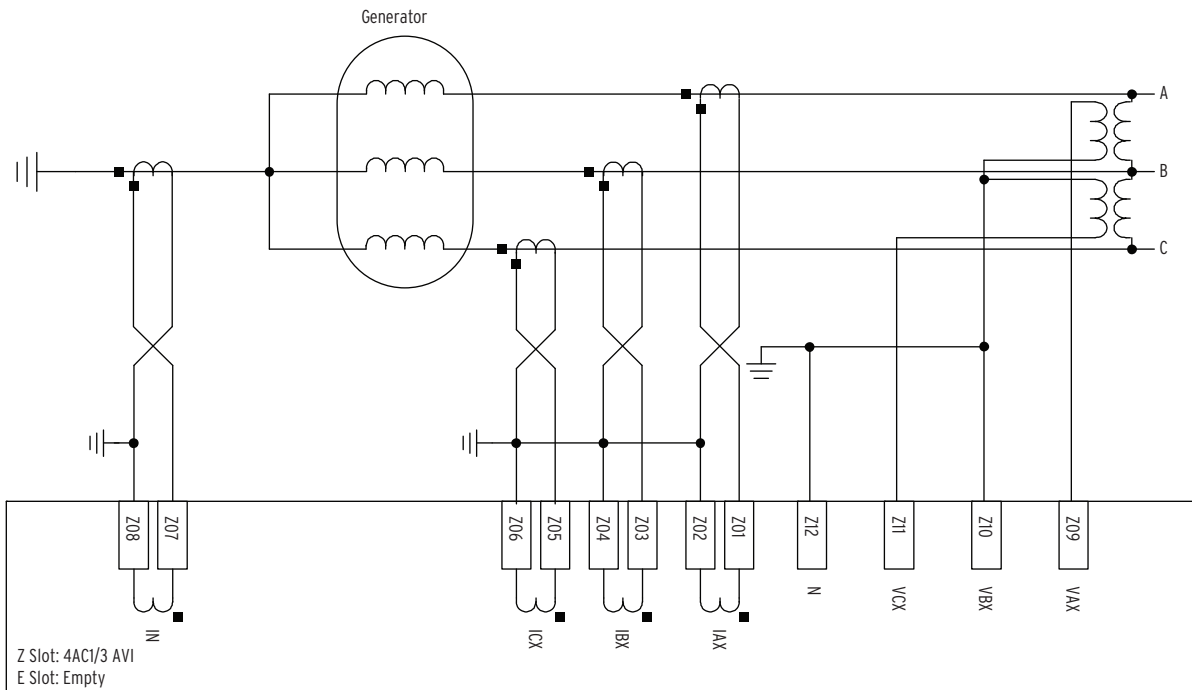 Generator
A
B
C
Z08
Z07
Z06
Z05
Z04
Z03
Z02
Z01
Z12
Z11
Z10
Z09
IN
ICX
IBX
IAX
N
VCX
VBX
VAX
Z Slot: 4AC1/3 AVI
E Slot: Empty